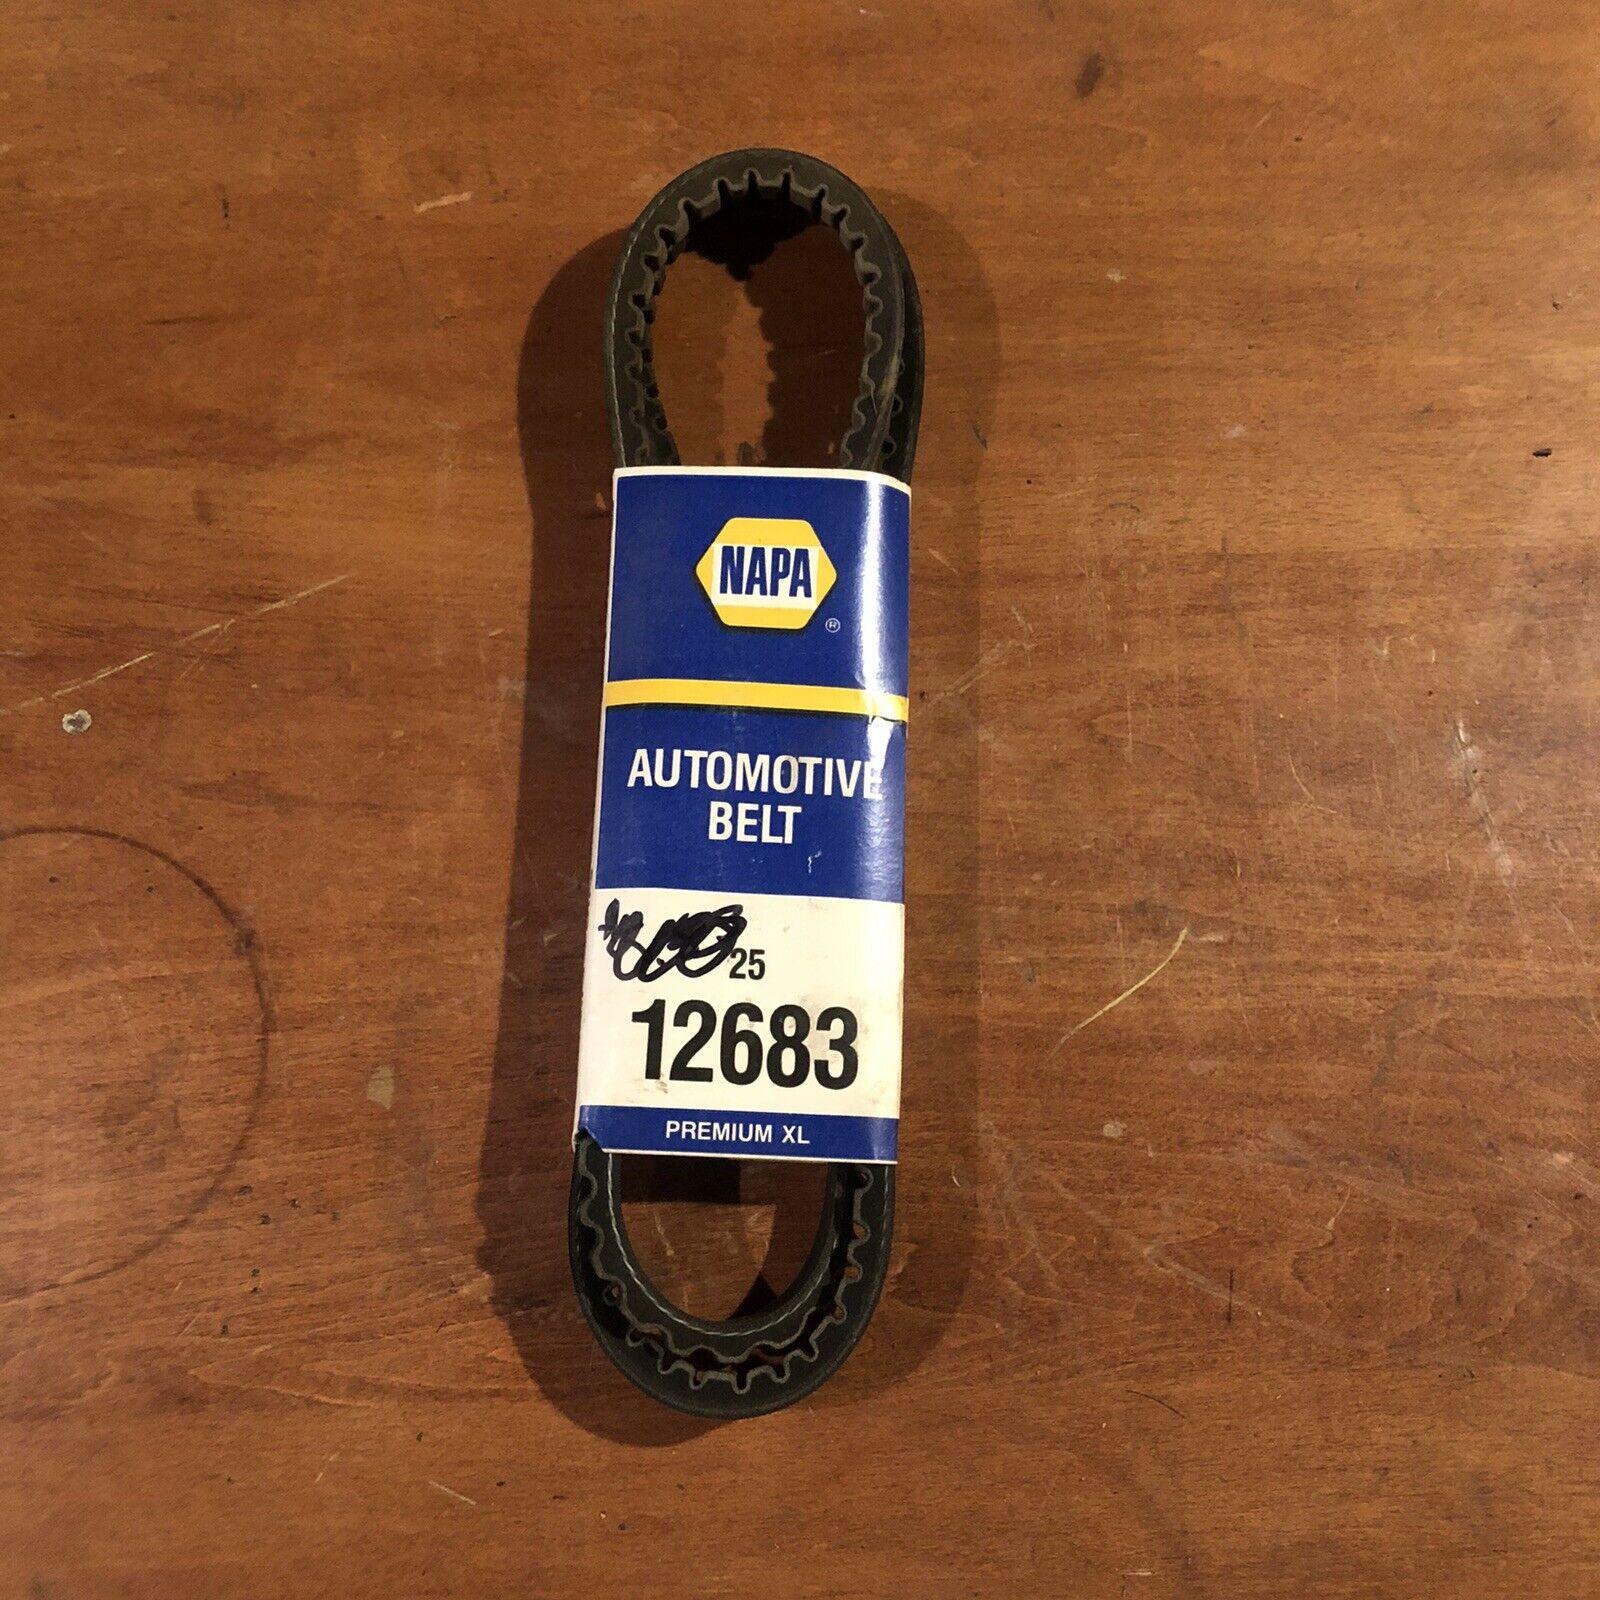 NAPA
®
AUTOMOTIVE
BELT
25
12683
PREMIUM XL